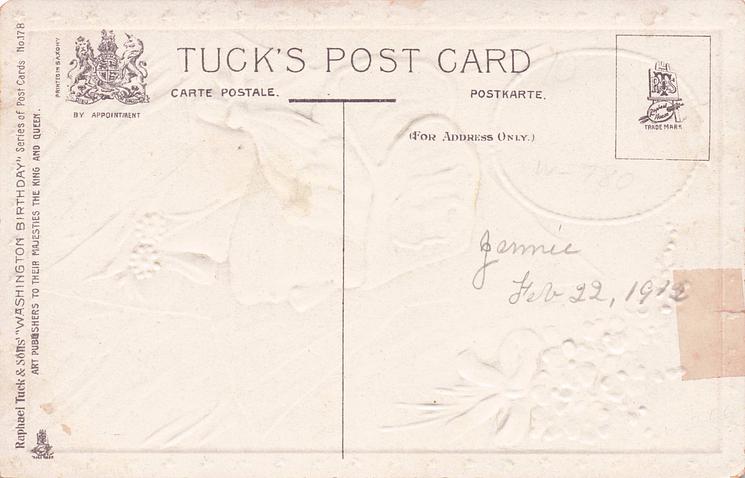 TUCK'S POST CARD
CARTE POSTALE.
POSTKARTE.
BY APPOINTMENT
(FOR ADDRESS ONLY.)
TRADE MARK
PRINTED IN SAXONY
Raphael Tuck & Sons' "WASHINGTON BIRTHDAY" Series of Post Cards No. 178
ART PUBLISHERS TO THEIR MAJESTIES THE KING AND QUEEN.
Jennie
Feb 22, 1912